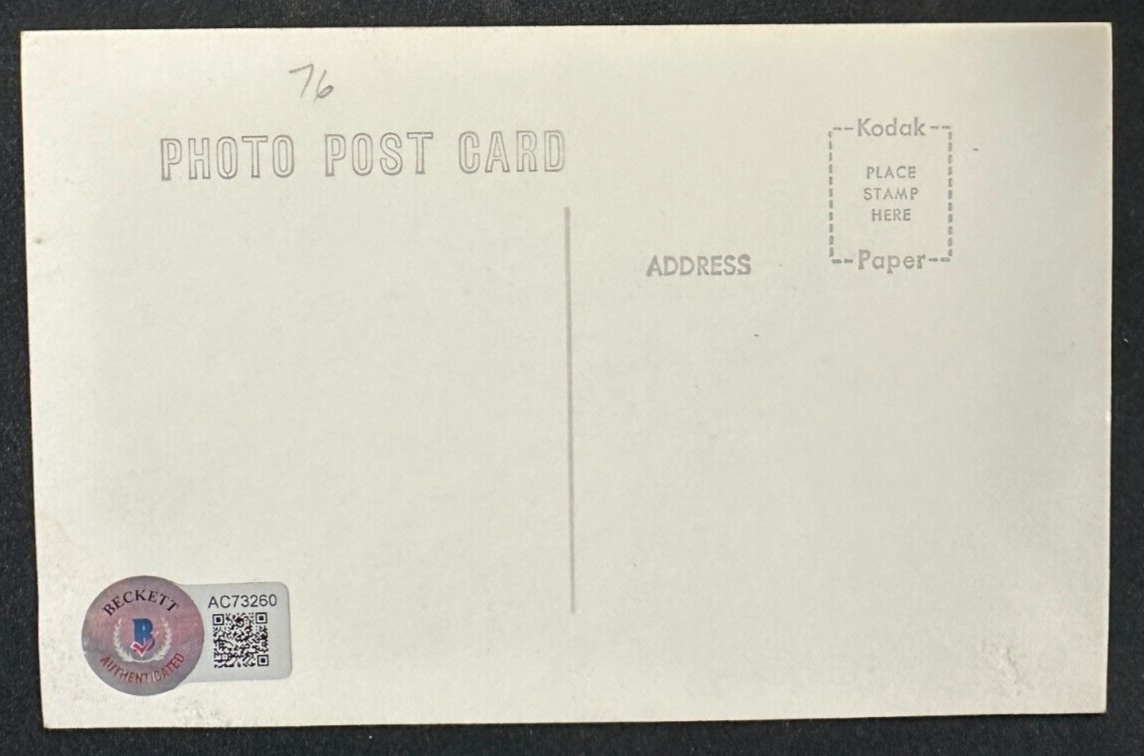 76
PHOTO POST CARD
Kodak
PLACE
STAMP
HERE
Paper
ADDRESS
BECKETT
B
AUTHENTICATED
AC73260